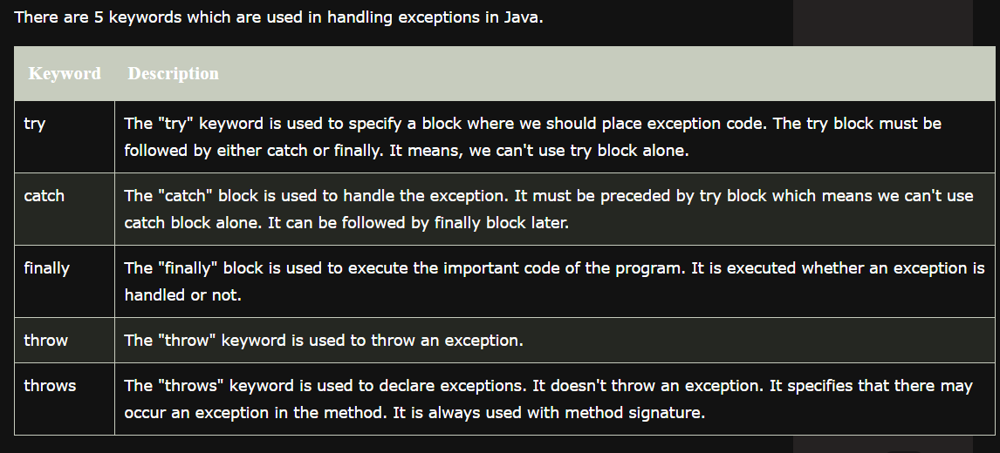 There are 5 keywords which are used in handling exceptions in Java.
Keyword Description
try The "try" keyword is used to specify a block where we should place exception code. The try block must be
followed by either catch or finally. It means, we can't use try block alone.
catch The "catch" block is used to handle the exception. It must be preceded by try block which means we can't use
catch block alone. It can be followed by finally block later.
finally The "finally" block is used to execute the important code of the program. It is executed whether an exception is
handled or not.
throw The "throw" keyword is used to throw an exception.
throws The "throws" keyword is used to declare exceptions. It doesn't throw an exception. It specifies that there may
occur an exception in the method. It is always used with method signature.